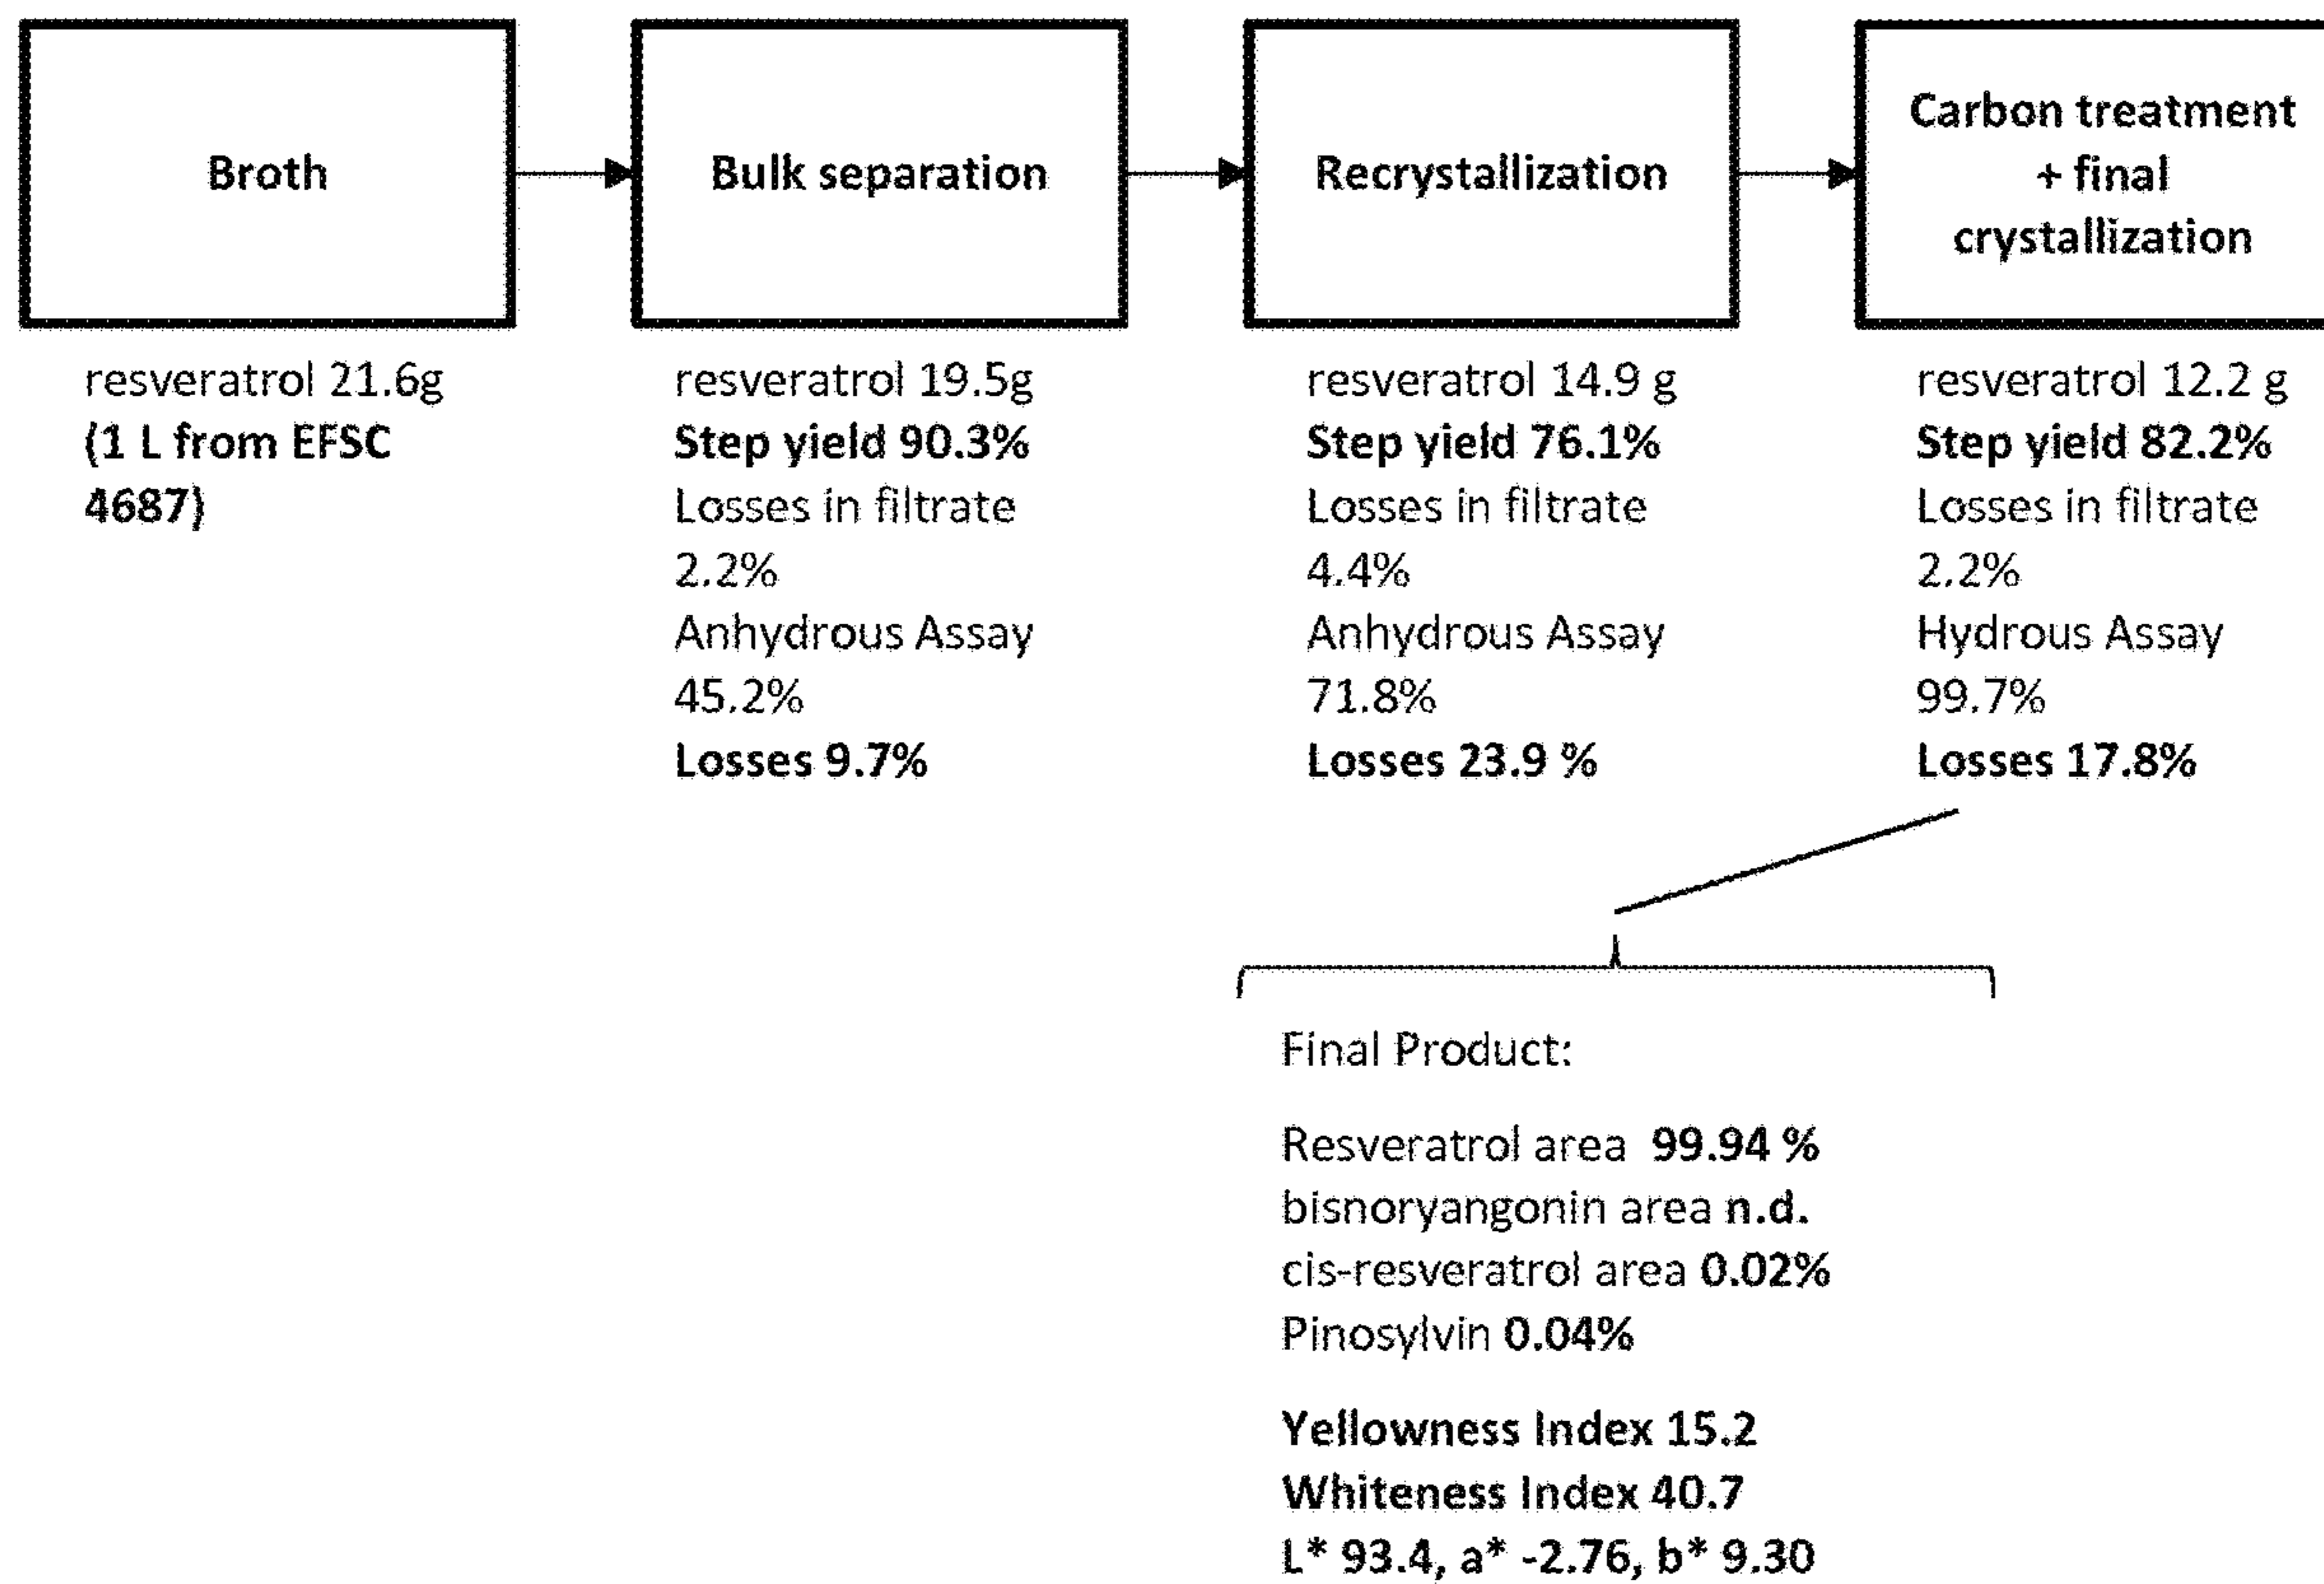 Broth
Bulk separation
Recrystallization
Carbon treatment
+ final
crystallization
resveratrol 21.6g
(1 L from EFSC
4687)
resveratrol 19.5g
Step yield 90.3%
Losses in filtrate
2.2%
Anhydrous Assay
45.2%
Losses 9.7%
resveratrol 14.9 g
Step yield 76.1%
Losses in filtrate
4.4%
Anhydrous Assay
71.8%
Losses 23.9 %
resveratrol 12.2 g
Step yield 82.2%
Losses in filtrate
2.2%
Hydrous Assay
99.7%
Losses 17.8%
Final Product:
Resveratrol area 99.94 %
bisnoryangonin area n.d.
cis-resveratrol area 0.02%
Pinosylvin 0.04%
Yellowness Index 15.2
Whiteness Index 40.7
L* 93.4, a* -2.76, b* 9.30